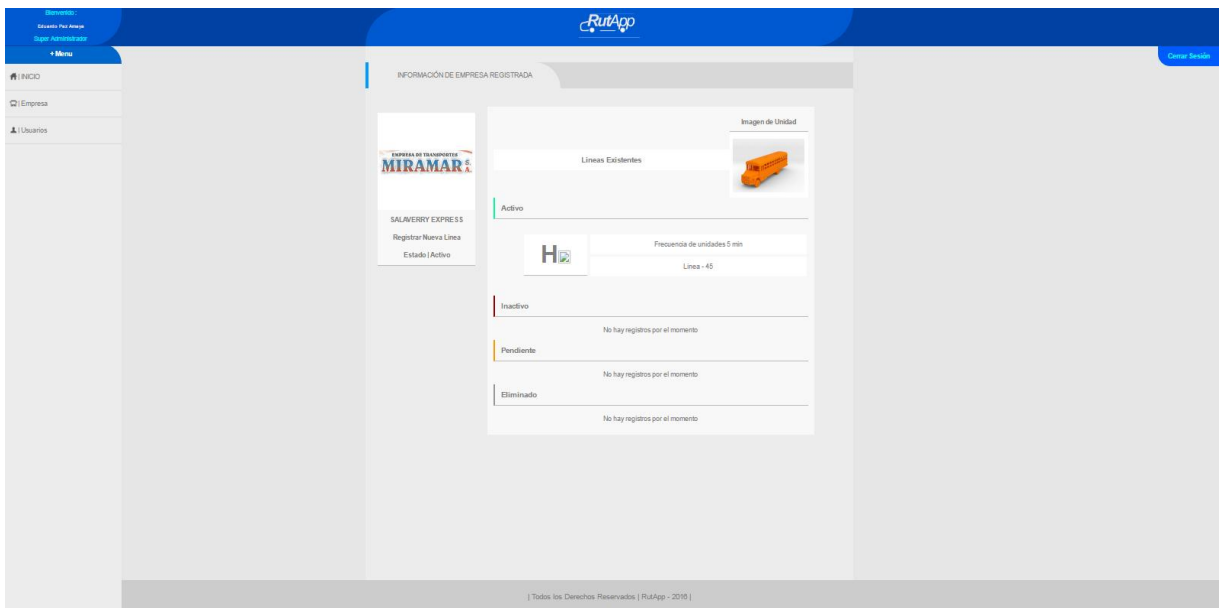 Bienvenido :
Eduardo Paz Amaya
Super Administrador
RutApp
+ Menu
Cerrar Sesión
| INICIO
| Empresa
| Usuarios
INFORMACIÓN DE EMPRESA REGISTRADA
EMPRESA DE TRANSPORTES
MIRAMAR S.A.
SALAVERRY EXPRESS
Registrar Nueva Linea
Estado | Activo
Imagen de Unidad
Lineas Existentes
Activo
H
Frecuencia de unidades 5 min
Linea - 45
Inactivo
No hay registros por el momento
Pendiente
No hay registros por el momento
Eliminado
No hay registros por el momento
| Todos los Derechos Reservados | RutApp - 2016 |